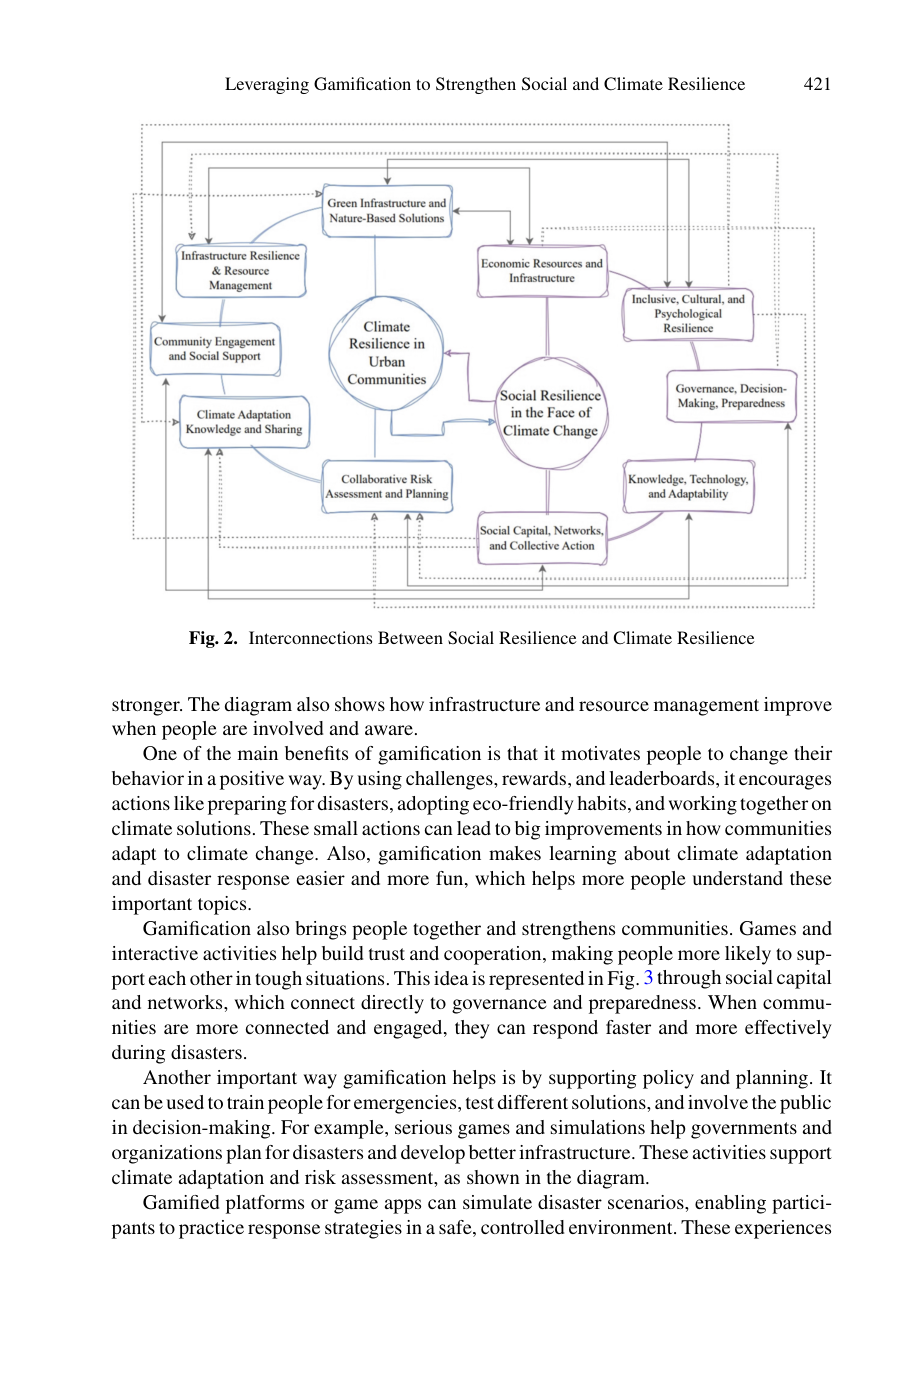 Leveraging Gamification to Strengthen Social and Climate Resilience 421
Green Infrastructure and
Nature-Based Solutions
Infrastructure Resilience
& Resource
Management
Economic Resources and
Infrastructure
Inclusive, Cultural, and
Psychological
Resilience
Community Engagement
and Social Support
Climate
Resilience in
Urban
Communities
Governance, Decision-
Making, Preparedness
Social Resilience
in the Face of
Climate Change
Climate Adaptation
Knowledge and Sharing
Collaborative Risk
Assessment and Planning
Knowledge, Technology,
and Adaptability
Social Capital, Networks,
and Collective Action
Fig. 2. Interconnections Between Social Resilience and Climate Resilience
stronger. The diagram also shows how infrastructure and resource management improve
when people are involved and aware.
One of the main benefits of gamification is that it motivates people to change their
behavior in a positive way. By using challenges, rewards, and leaderboards, it encourages
actions like preparing for disasters, adopting eco-friendly habits, and working together on
climate solutions. These small actions can lead to big improvements in how communities
adapt to climate change. Also, gamification makes learning about climate adaptation
and disaster response easier and more fun, which helps more people understand these
important topics.
Gamification also brings people together and strengthens communities. Games and
interactive activities help build trust and cooperation, making people more likely to sup-
port each other in tough situations. This idea is represented in Fig. 3 through social capital
and networks, which connect directly to governance and preparedness. When commu-
nities are more connected and engaged, they can respond faster and more effectively
during disasters.
Another important way gamification helps is by supporting policy and planning. It
can be used to train people for emergencies, test different solutions, and involve the public
in decision-making. For example, serious games and simulations help governments and
organizations plan for disasters and develop better infrastructure. These activities support
climate adaptation and risk assessment, as shown in the diagram.
Gamified platforms or game apps can simulate disaster scenarios, enabling partici-
pants to practice response strategies in a safe, controlled environment. These experiences